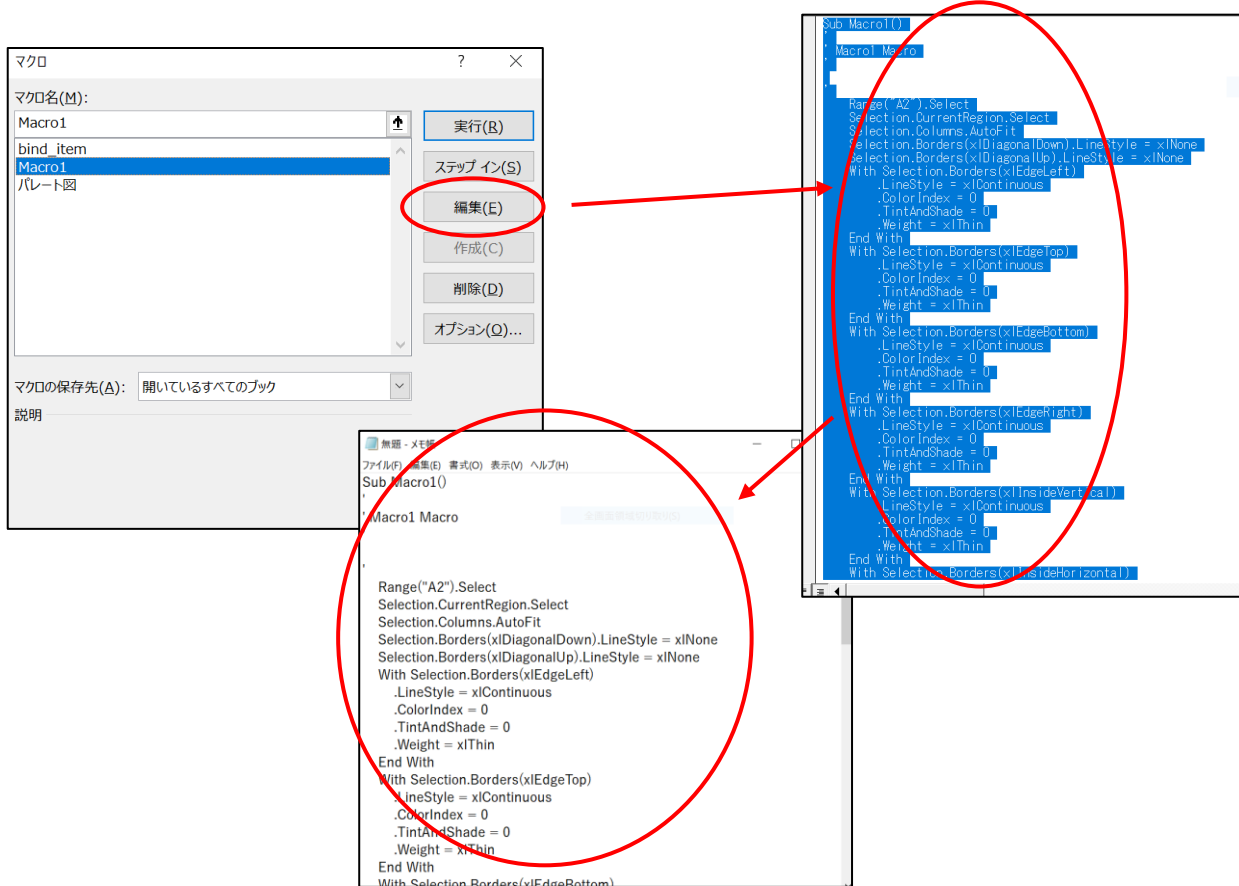 マクロ
マクロ名(M):
Macro1
bind_item
Macro1
パレート図
実行(R)
ステップ イン(S)
編集(E)
作成(C)
削除(D)
オプション(O)...
マクロの保存先(A):
開いているすべてのブック
説明
Sub Macro1()
'
' Macro1 Macro
'
'
Range("A2").Select
Selection.CurrentRegion.Select
Selection.Columns.AutoFit
Selection.Borders(xlDiagonalDown).LineStyle = xlNone
Selection.Borders(xlDiagonalUp).LineStyle = xlNone
With Selection.Borders(xlEdgeLeft)
.LineStyle = xlContinuous
.ColorIndex = 0
.TintAndShade = 0
.Weight = xlThin
End With
With Selection.Borders(xlEdgeTop)
.LineStyle = xlContinuous
.ColorIndex = 0
.TintAndShade = 0
.Weight = xlThin
End With
With Selection.Borders(xlEdgeBottom)
.LineStyle = xlContinuous
.ColorIndex = 0
.TintAndShade = 0
.Weight = xlThin
End With
With Selection.Borders(xlEdgeRight)
.LineStyle = xlContinuous
.ColorIndex = 0
.TintAndShade = 0
.Weight = xlThin
End With
With Selection.Borders(xlInsideVertical)
.LineStyle = xlContinuous
.ColorIndex = 0
.TintAndShade = 0
.Weight = xlThin
End With
With Selection.Borders(xlInsideHorizontal)
無題 - メモ帳
ファイル(F) 編集(E) 書式(O) 表示(V) ヘルプ(H)
Sub Macro1()
'
' Macro1 Macro
'
Range("A2").Select
Selection.CurrentRegion.Select
Selection.Columns.AutoFit
Selection.Borders(xlDiagonalDown).LineStyle = xlNone
Selection.Borders(xlDiagonalUp).LineStyle = xlNone
With Selection.Borders(xlEdgeLeft)
.LineStyle = xlContinuous
.ColorIndex = 0
.TintAndShade = 0
.Weight = xlThin
End With
With Selection.Borders(xlEdgeTop)
.LineStyle = xlContinuous
.ColorIndex = 0
.TintAndShade = 0
.Weight = xlThin
End With
With Selection.Borders(xlEdgeBottom)